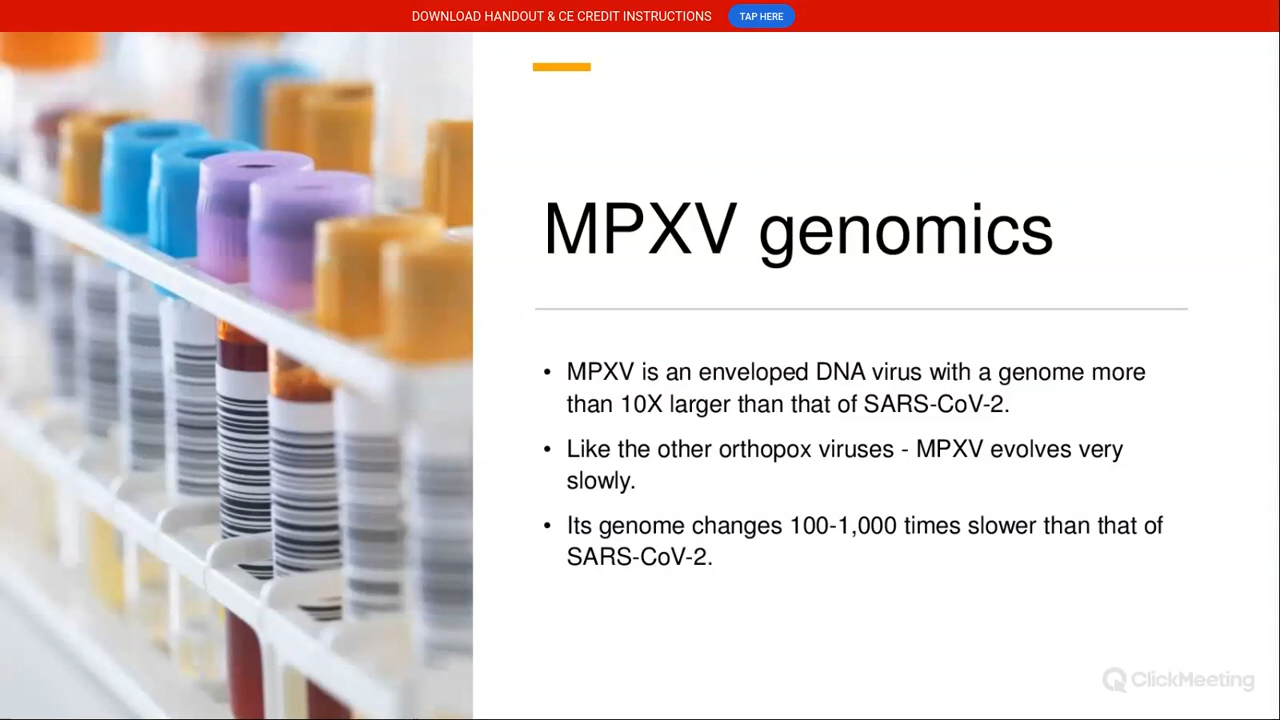 DOWNLOAD HANDOUT & CE CREDIT INSTRUCTIONS TAP HERE
MPXV genomics
• MPXV is an enveloped DNA virus with a genome more
than 10X larger than that of SARS-CoV-2.
• Like the other orthopox viruses - MPXV evolves very
slowly.
• Its genome changes 100-1,000 times slower than that of
SARS-CoV-2.
ClickMeeting